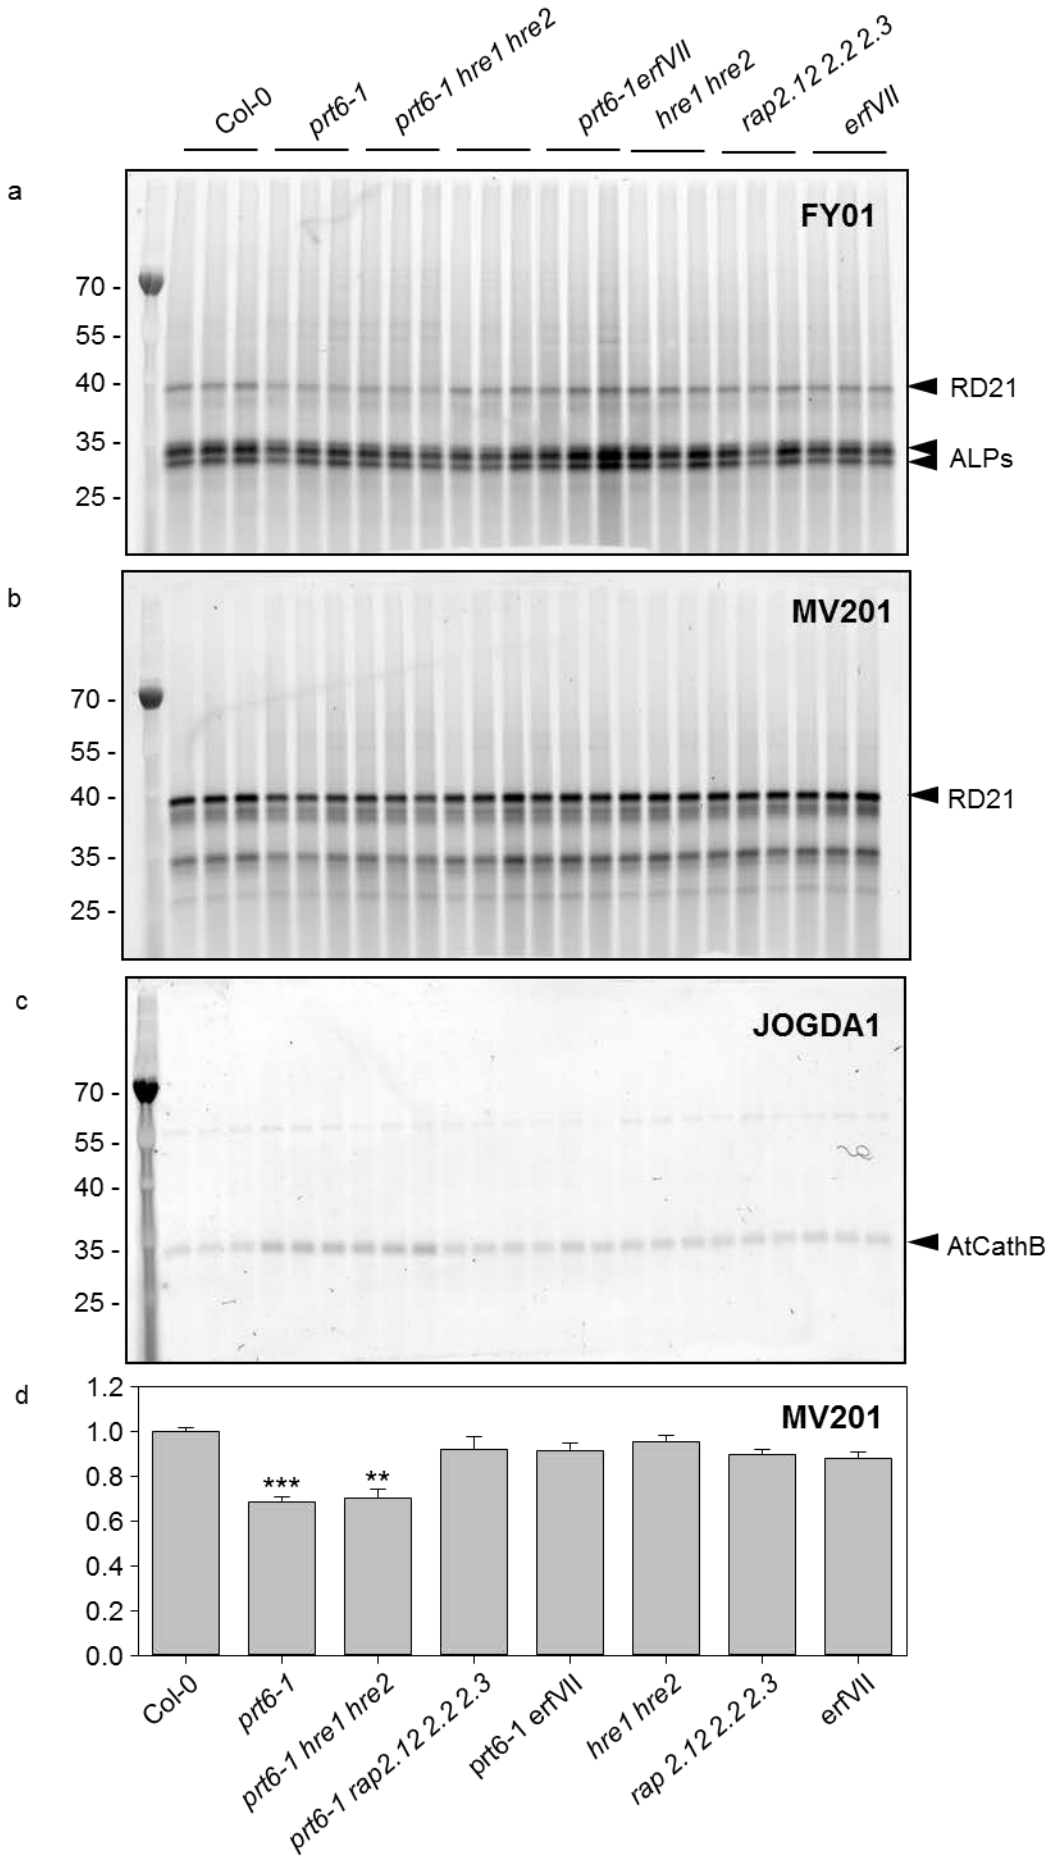 Col-0
prt6-1
prt6-1 hre1 hre2
prt6-1erfVII
hre1 hre2
rap2.12 2.2 2.3
erfVII
a
FY01
70 -
55 -
40 -
35 -
25 -
RD21
ALPs
b
MV201
70 -
55 -
40 -
35 -
25 -
RD21
c
JOGDA1
70 -
55 -
40 -
35 -
25 -
AtCathB
d
MV201
1.2
1.0
0.8
0.6
0.4
0.2
0.0
***
**
Col-0
prt6-1
prt6-1 hre1 hre2
prt6-1 rap2.12 2.2 2.3
prt6-1 erfVII
hre1 hre2
rap 2.12 2.2 2.3
erfVII